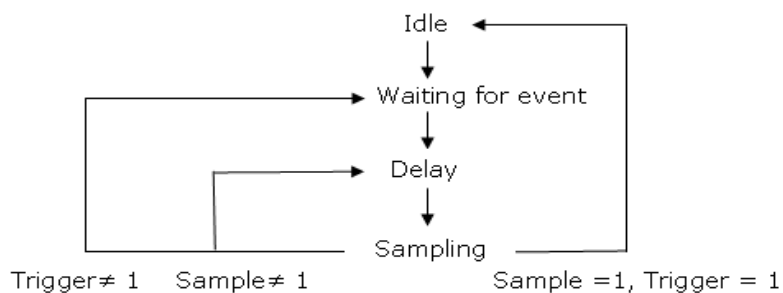 Idle
Waiting for event
Delay
Sampling
Trigger≠ 1 Sample≠ 1 Sample =1, Trigger = 1